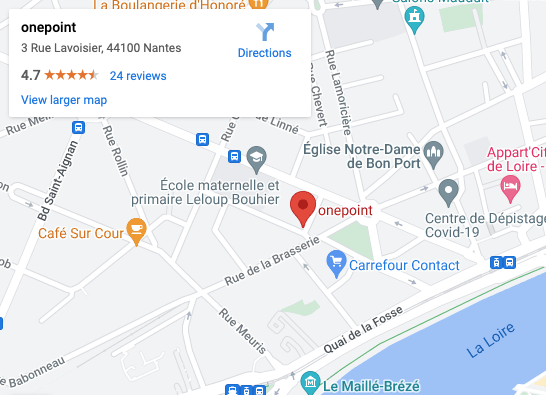 La Boulangerie d'Honoré
onepoint
3 Rue Lavoisier, 44100 Nantes
4.7
24 reviews
Directions
View larger map
Rue Chevert
Rue Lamoricière
de Linné
Bd Saint-Aignan
Rue Rollin
Église Notre-Dame
de Bon Port
Appart'City
de Loire -
École maternelle et
primaire Leloup Bouhier
onepoint
Centre de Dépistage
Covid-19
Café Sur Cour
Rue de la Brasserie
Carrefour Contact
Rue Meuris
Quai de la Fosse
La Loire
Babonneau
Le Maillé-Brézé